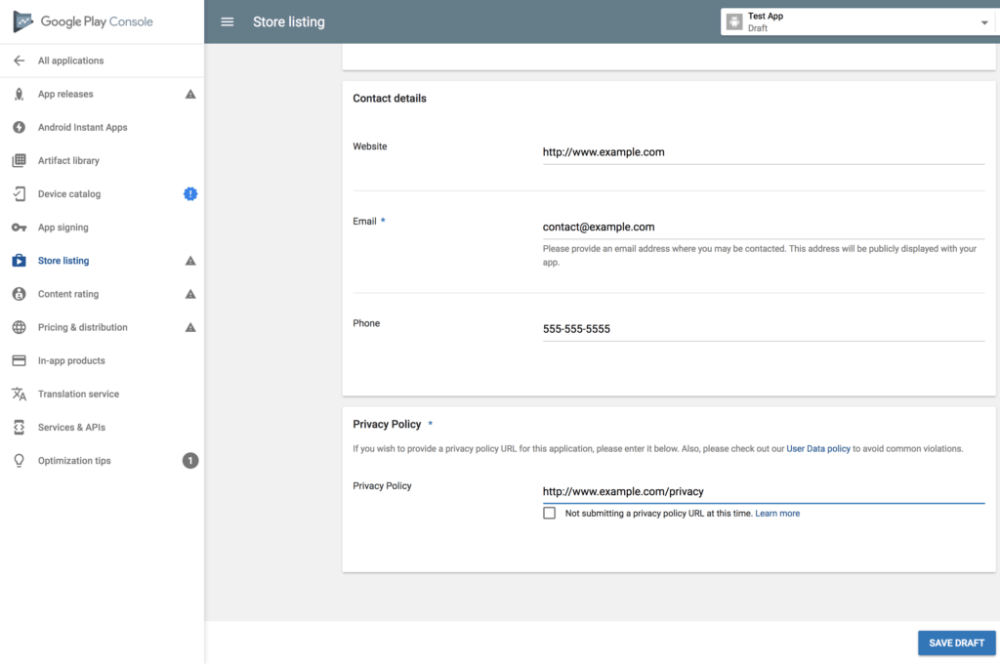 Google Play Console
Store listing
Test App
Draft
All applications
App releases
Android Instant Apps
Artifact library
Device catalog
App signing
Store listing
Content rating
Pricing & distribution
In-app products
Translation service
Services & APIs
Optimization tips
1
Contact details
Website
http://www.example.com
Email *
contact@example.com
Please provide an email address where you may be contacted. This address will be publicly displayed with your
app.
Phone
555-555-5555
Privacy Policy *
If you wish to provide a privacy policy URL for this application, please enter it below. Also, please check out our User Data policy to avoid common violations.
Privacy Policy
http://www.example.com/privacy
Not submitting a privacy policy URL at this time. Learn more
SAVE DRAFT